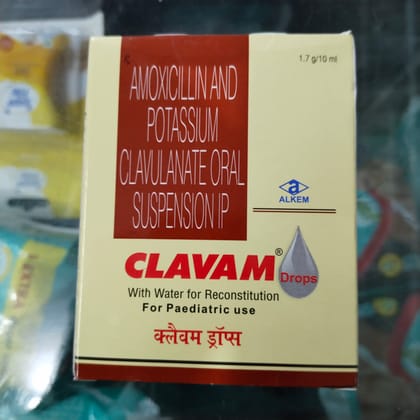 Rx
1.7 g/10 ml
AMOXICILLIN AND
POTASSIUM
CLAVULANATE ORAL
SUSPENSION IP
a
ALKEM
CLAVAM®
Drops
With Water for Reconstitution
For Paediatric use
क्लैवम ड्रॉप्स